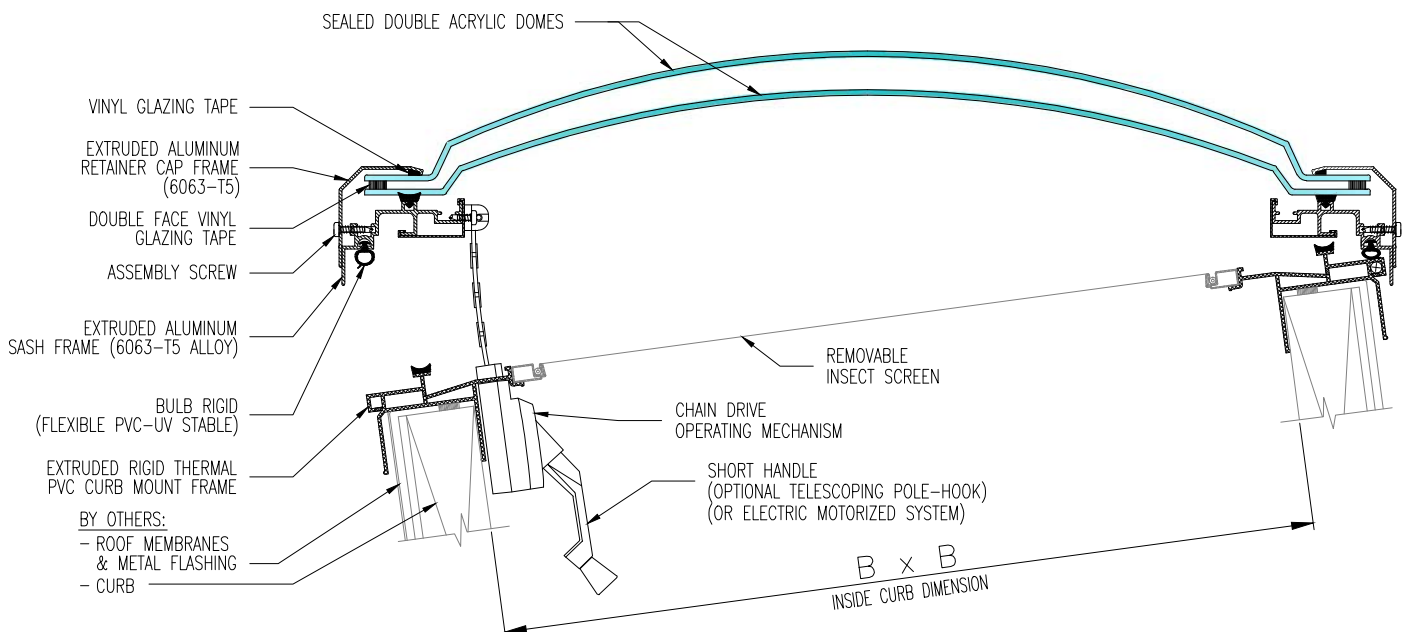 SEALED DOUBLE ACRYLIC DOMES
VINYL GLAZING TAPE
EXTRUDED ALUMINUM
RETAINER CAP FRAME
(6063-T5)
DOUBLE FACE VINYL
GLAZING TAPE
ASSEMBLY SCREW
EXTRUDED ALUMINUM
SASH FRAME (6063-T5 ALLOY)
BULB RIGID
(FLEXIBLE PVC-UV STABLE)
EXTRUDED RIGID THERMAL
PVC CURB MOUNT FRAME
BY OTHERS:
- ROOF MEMBRANES
& METAL FLASHING
- CURB
REMOVABLE
INSECT SCREEN
CHAIN DRIVE
OPERATING MECHANISM
SHORT HANDLE
(OPTIONAL TELESCOPING POLE-HOOK)
(OR ELECTRIC MOTORIZED SYSTEM)
B x B
INSIDE CURB DIMENSION